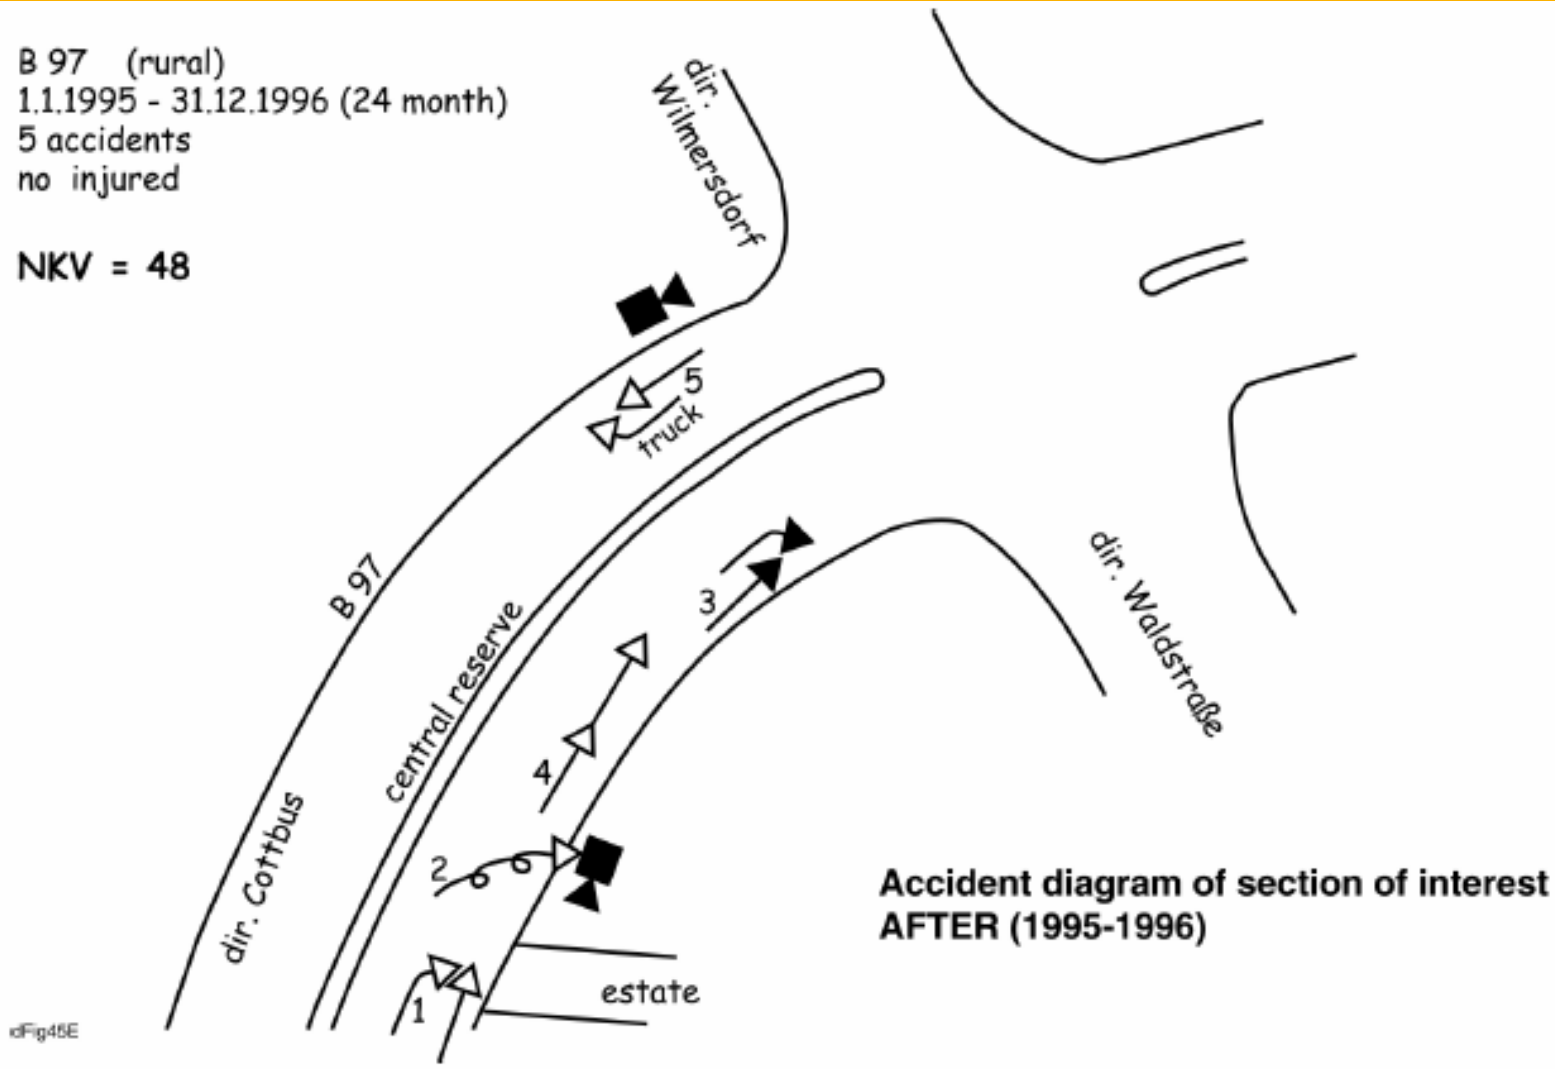 B 97 (rural)
1.1.1995 - 31.12.1996 (24 month)
5 accidents
no injured
NKV = 48
dir.
Wilmersdorf
5
truck
B 97
3
central reserve
dir. Waldstraße
4
2
dir. Cottbus
Accident diagram of section of interest
AFTER (1995-1996)
1
estate
idFig45E